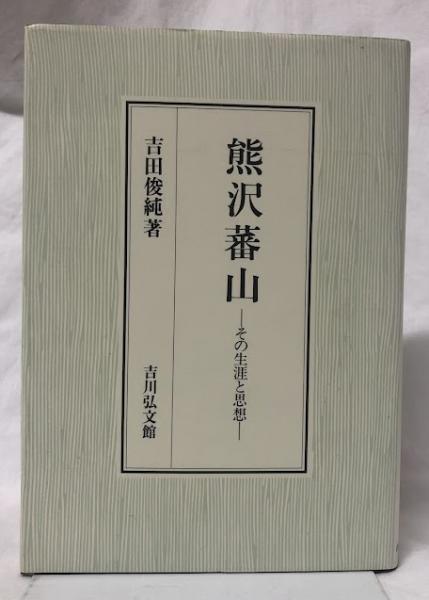 熊沢蕃山
―その生涯と思想―
吉田俊純著
吉川弘文館